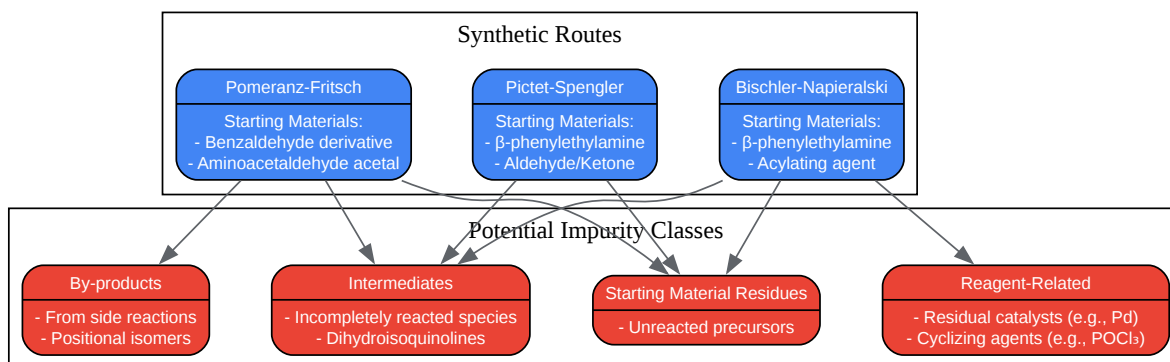 Synthetic Routes
Pomeranz-Fritsch
Starting Materials:
- Benzaldehyde derivative
- Aminoacetaldehyde acetal
Pictet-Spengler
Starting Materials:
- β-phenylethylamine
- Aldehyde/Ketone
Bischler-Napieralski
Starting Materials:
- β-phenylethylamine
- Acylating agent
Potential Impurity Classes
By-products
- From side reactions
- Positional isomers
Intermediates
- Incompletely reacted species
- Dihydroisoquinolines
Starting Material Residues
- Unreacted precursors
Reagent-Related
- Residual catalysts (e.g., Pd)
- Cyclizing agents (e.g., POCl₃)